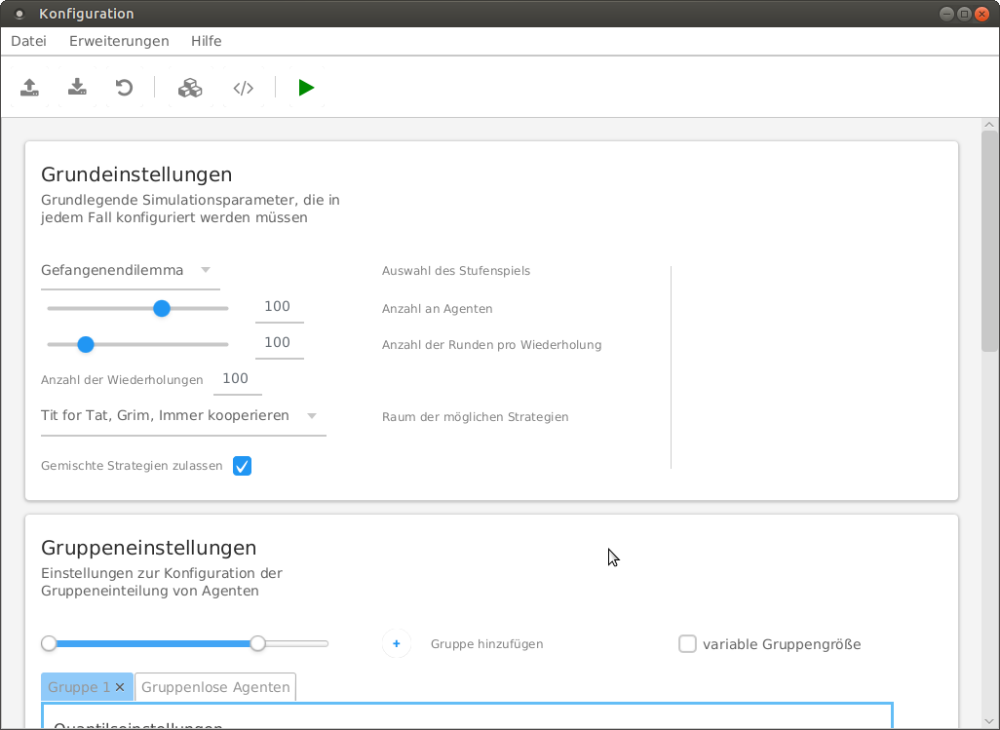 Konfiguration
Datei Erweiterungen Hilfe
Grundeinstellungen
Grundlegende Simulationsparameter, die in
jedem Fall konfiguriert werden müssen
Gefangenendilemma Auswahl des Stufenspiels
100 Anzahl an Agenten
100 Anzahl der Runden pro Wiederholung
Anzahl der Wiederholungen 100
Tit for Tat, Grim, Immer kooperieren Raum der möglichen Strategien
Gemischte Strategien zulassen
Gruppeneinstellungen
Einstellungen zur Konfiguration der
Gruppeneinteilung von Agenten
+ Gruppe hinzufügen variable Gruppengröße
Gruppe 1 × Gruppenlose Agenten
Quantilseinstellungen